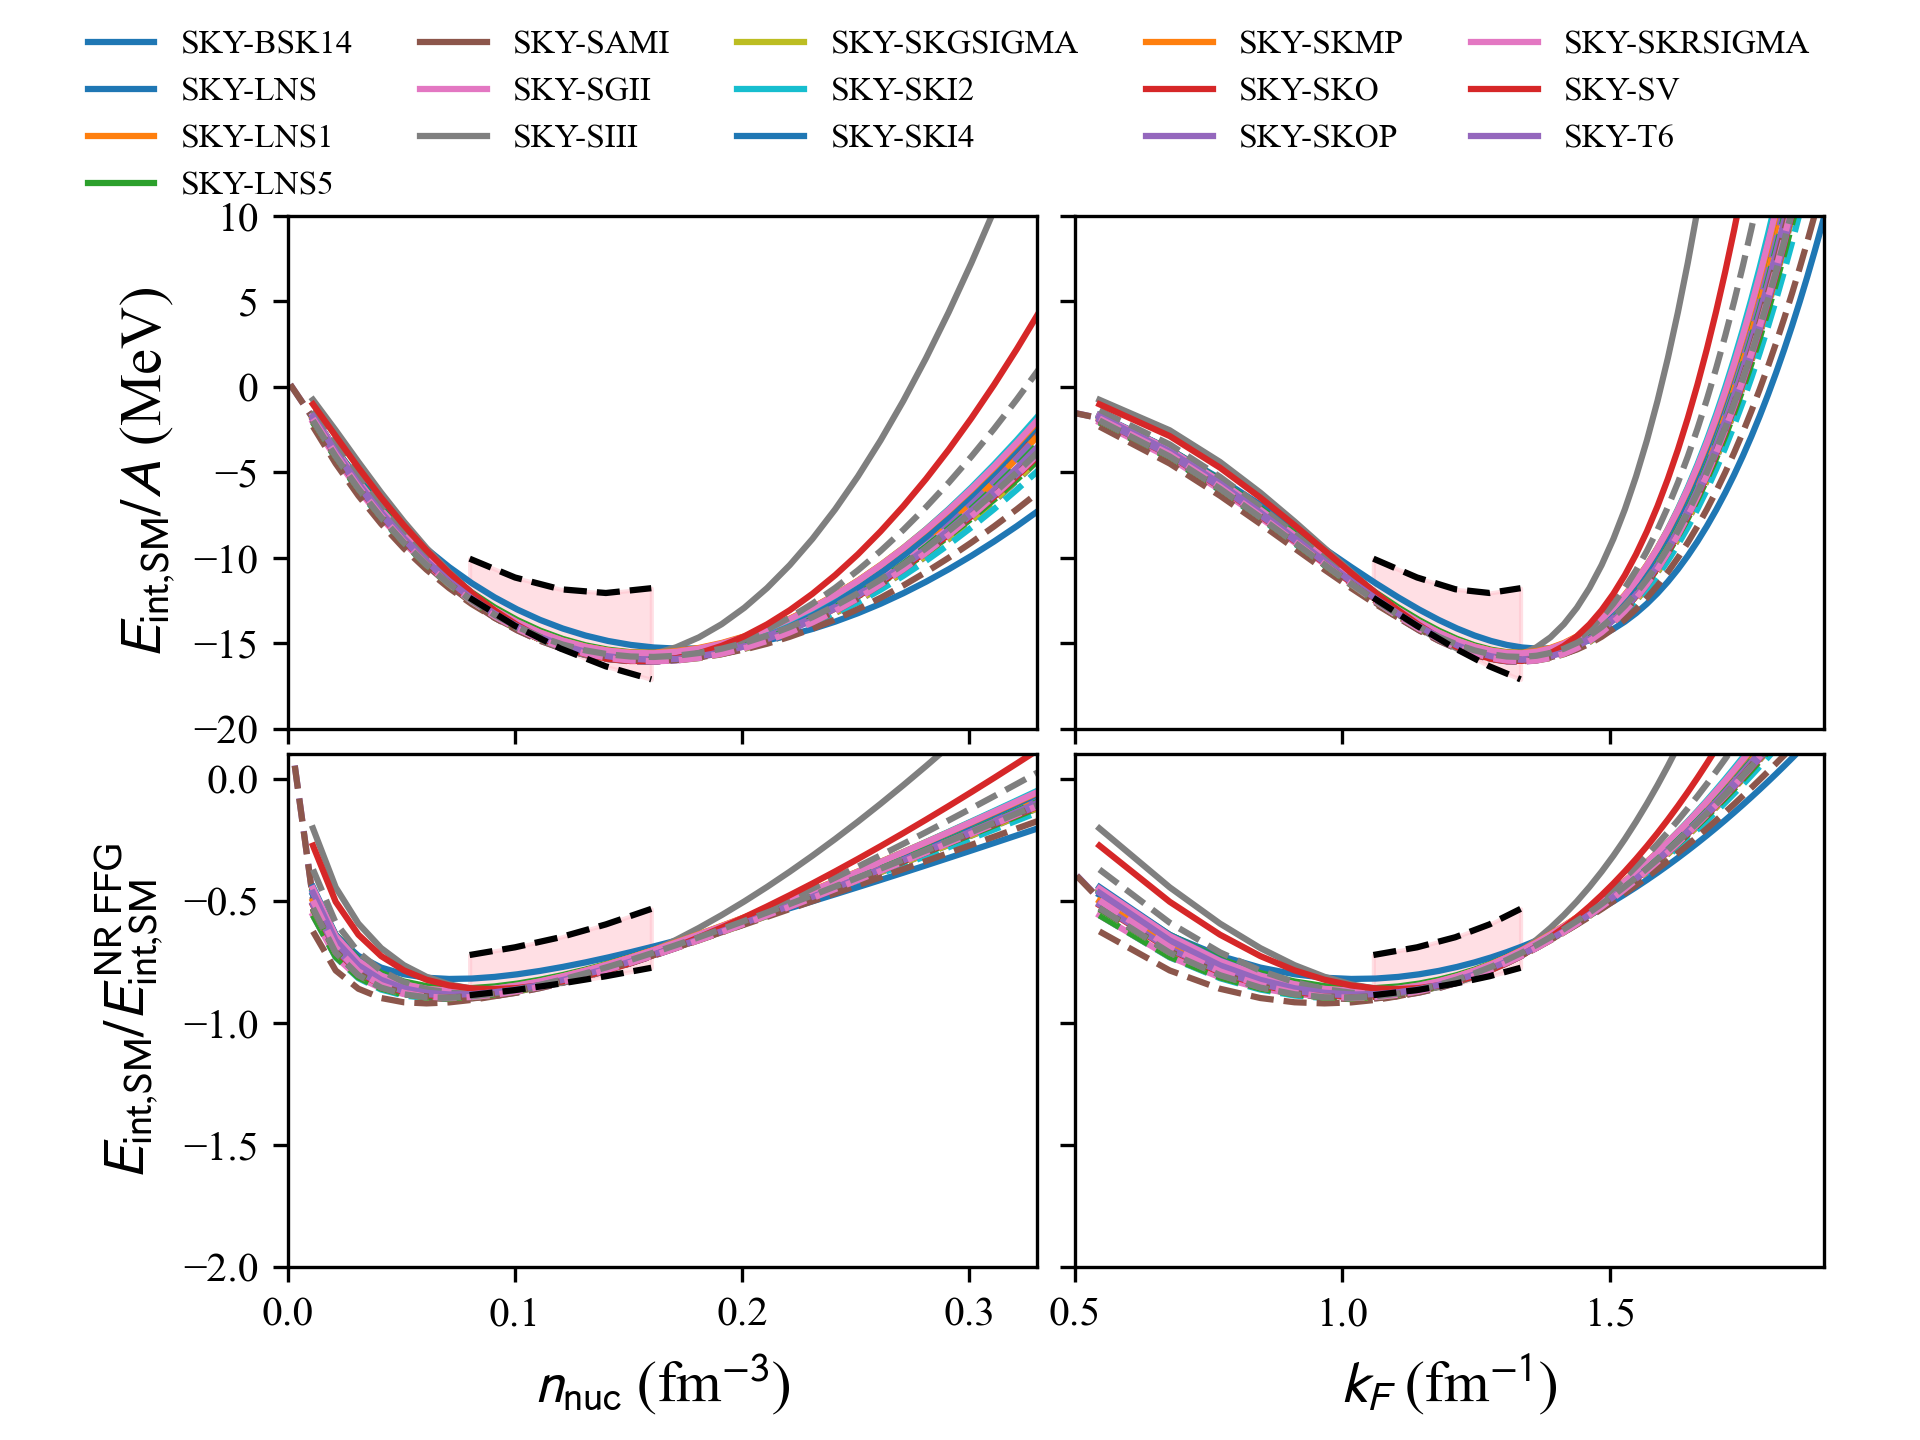 SKY-BSK14 SKY-SAMI SKY-SKGSIGMA SKY-SKMP SKY-SKRSIGMA
SKY-LNS SKY-SGII SKY-SKI2 SKY-SKO SKY-SV
SKY-LNS1 SKY-SIII SKY-SKI4 SKY-SKOP SKY-T6
SKY-LNS5
10
5
0
−5
−10
−15
−20
E_int,SM/A (MeV)
0.0
−0.5
−1.0
−1.5
−2.0
E_int,SM/E^NR FFG_int,SM
0.0 0.1 0.2 0.3 0.5 1.0 1.5
n_nuc (fm⁻³) k_F (fm⁻¹)